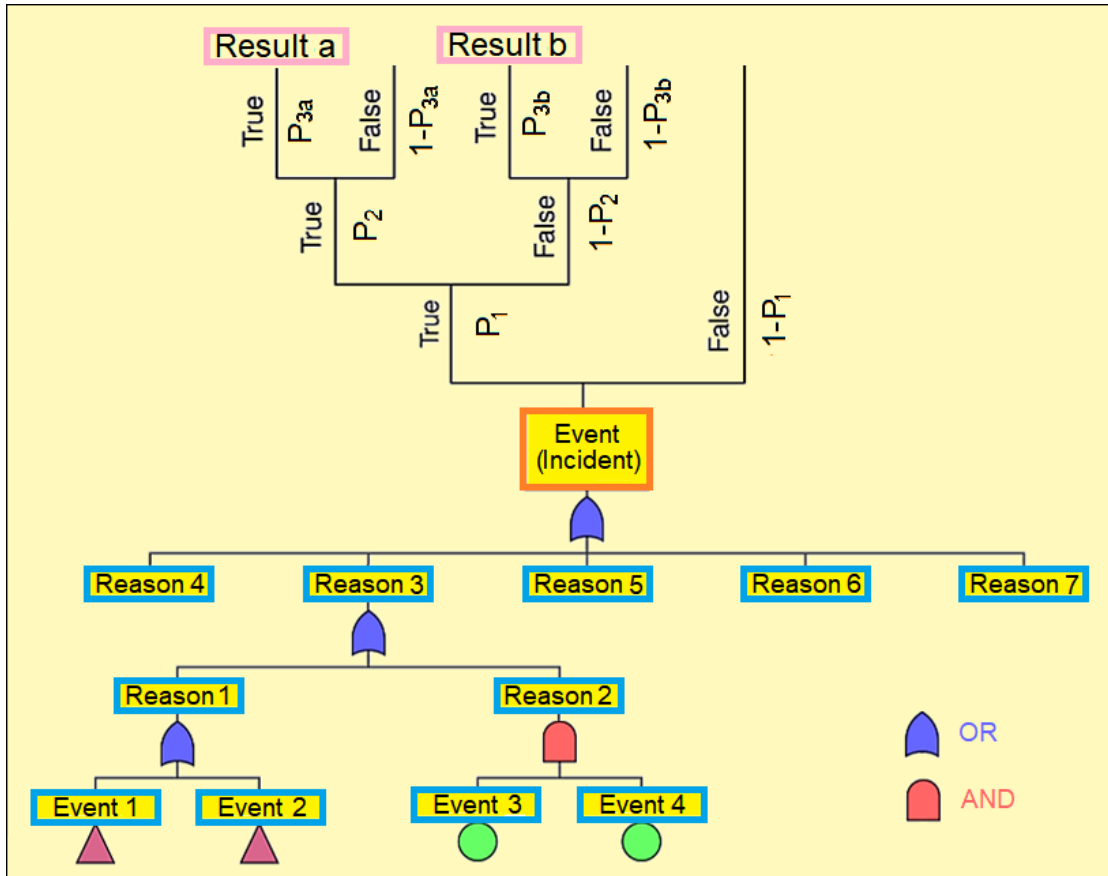 Result a
Result b
True
P3a
False
1-P3a
True
P3b
False
1-P3b
True
P2
False
1-P2
True
P1
False
1-P1
Event
(Incident)
Reason 4
Reason 3
Reason 5
Reason 6
Reason 7
Reason 1
Reason 2
OR
Event 1
Event 2
Event 3
Event 4
AND